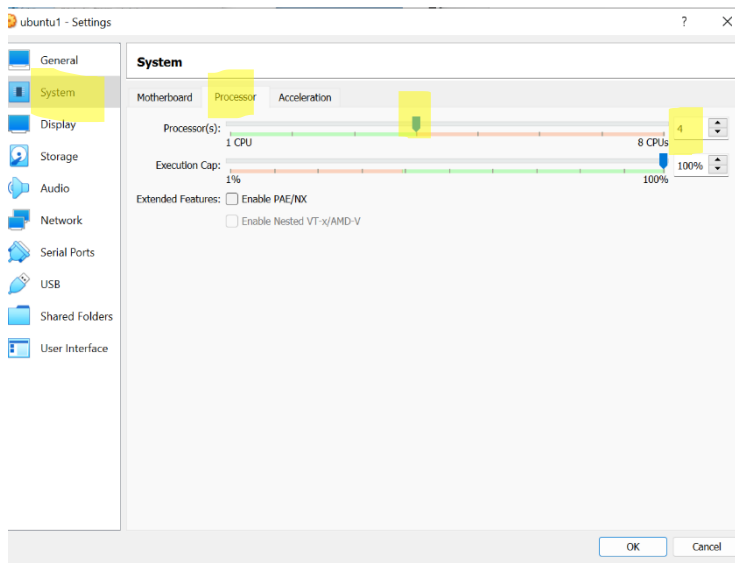 ubuntu1 - Settings ? ×
General
System
Display
Storage
Audio
Network
Serial Ports
USB
Shared Folders
User Interface
System
Motherboard Processor Acceleration
Processor(s): 4
1 CPU 8 CPUs
Execution Cap: 100%
1% 100%
Extended Features: Enable PAE/NX
Enable Nested VT-x/AMD-V
OK Cancel